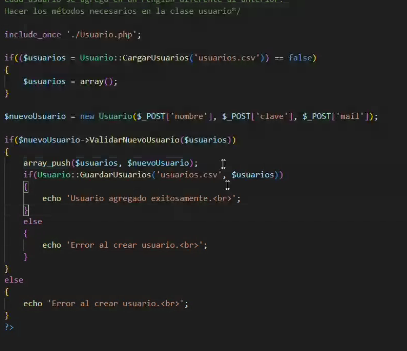 Cada usuario se agrega en un renglón diferente al anterior.
Hacer los métodos necesarios en la clase usuario*/
include_once './Usuario.php';
if(($usuarios = Usuario::CargarUsuarios('usuarios.csv')) == false)
{
$usuarios = array();
}
$nuevoUsuario = new Usuario($_POST['nombre'], $_POST['clave'], $_POST['mail']);
if($nuevoUsuario->ValidarNuevoUsuario($usuarios))
{
array_push($usuarios, $nuevoUsuario);
if(Usuario::GuardarUsuarios('usuarios.csv', $usuarios))
{
echo 'Usuario agregado exitosamente.<br>';
}
else
{
echo 'Error al crear usuario.<br>';
}
}
else
{
echo 'Error al crear usuario.<br>';
}
?>